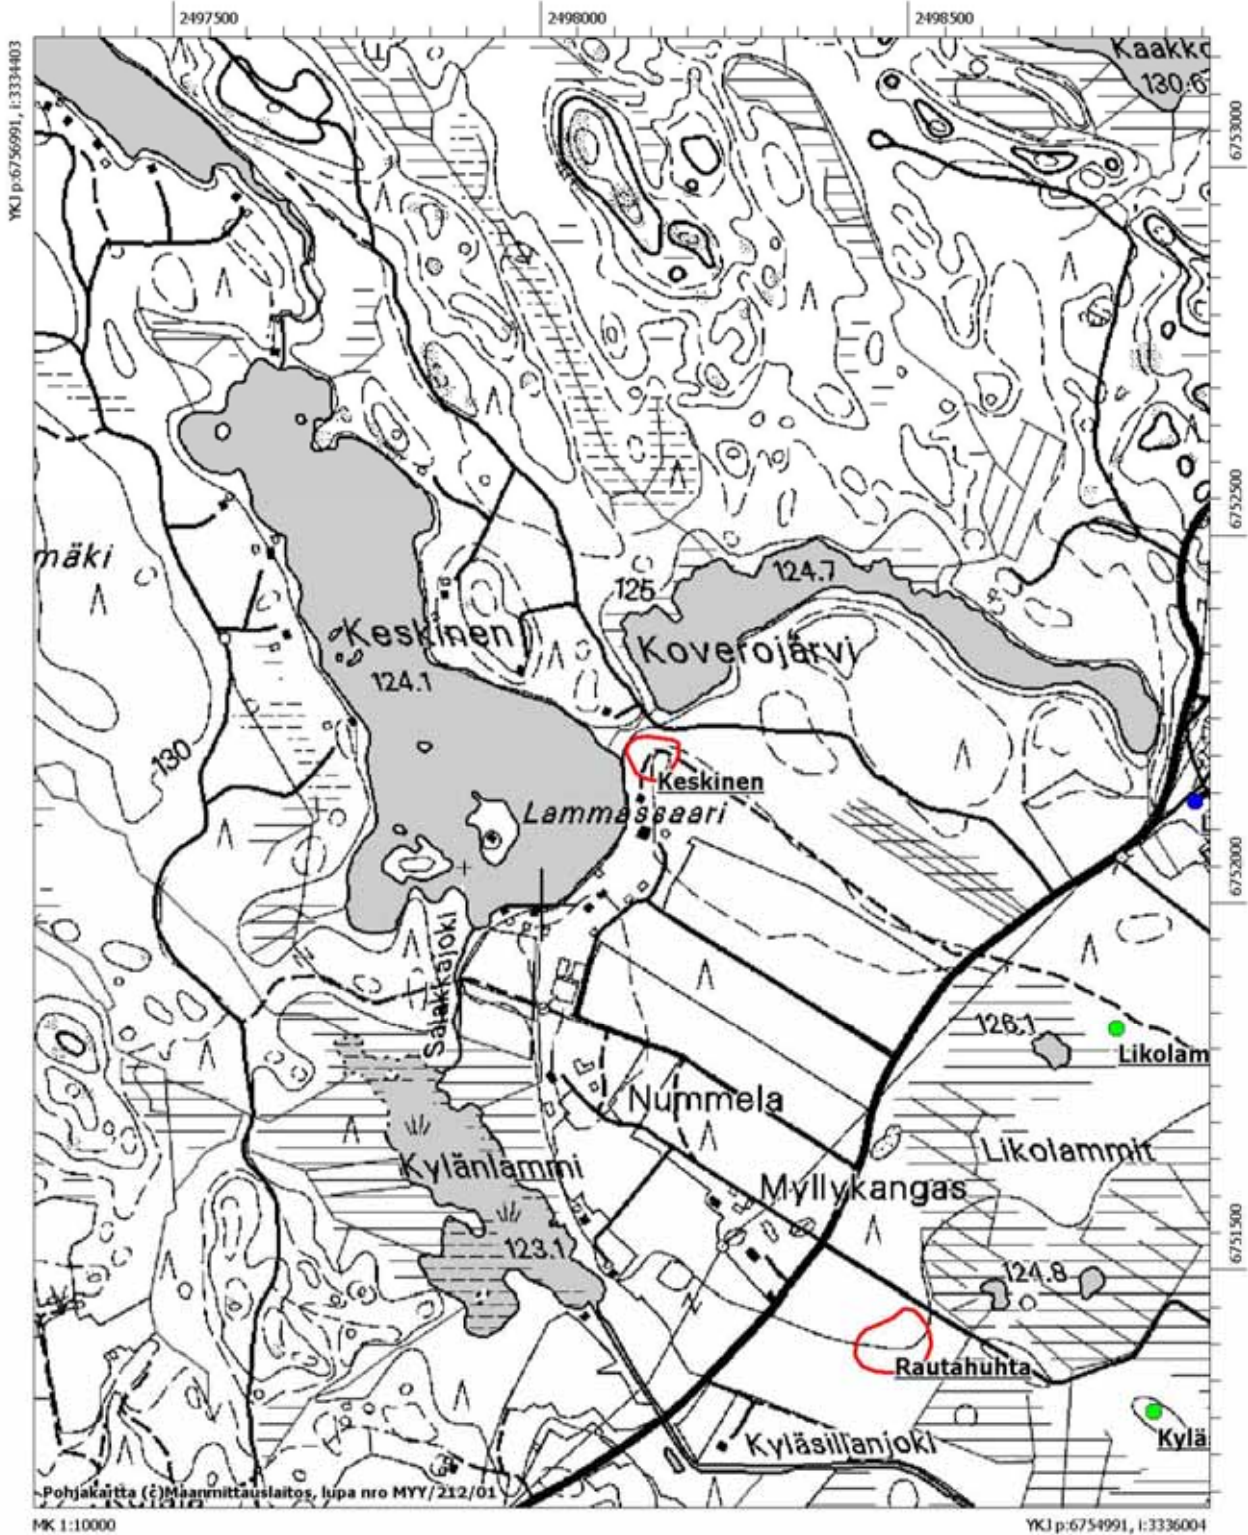 2497500
2498000
2498500
YKJ p:6756991, i:3334403
Kaakko
130.6
6753000
6752500
mäki
124.7
125
Keskinen
Koverojärvi
124.1
130
Keskinen
Lammassaari
6752000
Salakkajoki
126.1
Likolam
Nummela
Likolammit
Kylänlammi
Myllykangas
123.1
6751500
124.8
Rautahuhta
Kyläsillanjoki
Kylä
Pohjakartta (c)Maanmittauslaitos, lupa nro MYY/212/01
MK 1:10000
YKJ p:6754991, i:3336004